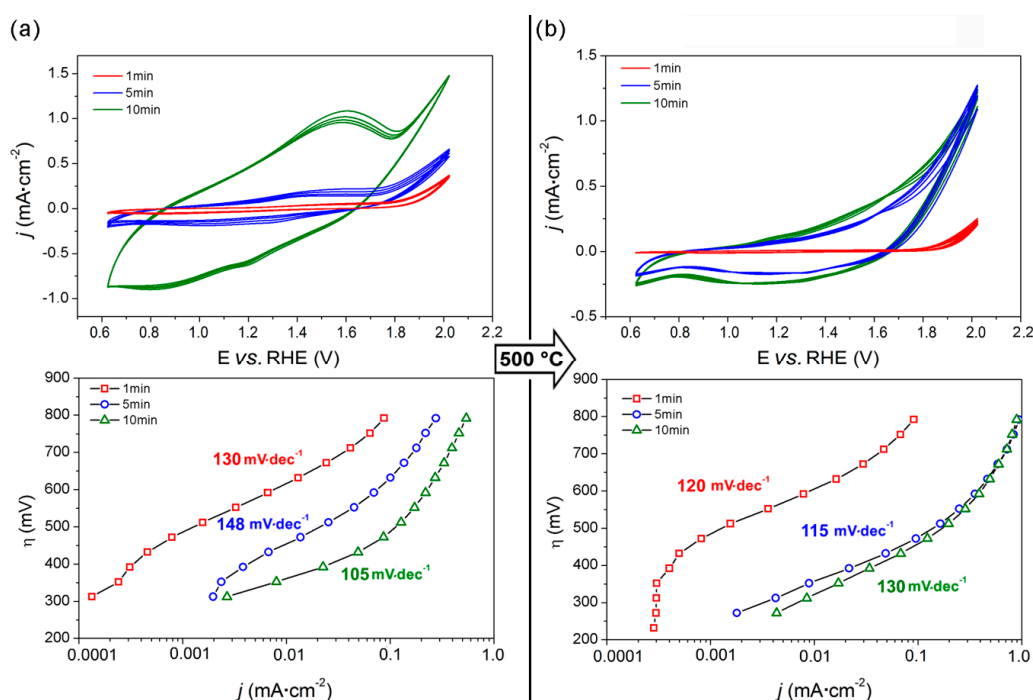 (a)
1.5
1.0
0.5
0.0
-0.5
-1.0
j (mA·cm-2)
1min
5min
10min
0.6 0.8 1.0 1.2 1.4 1.6 1.8 2.0 2.2
E vs. RHE (V)
900
800
700
600
500
400
300
200
η (mV)
1min
5min
10min
130 mV·dec-1
148 mV·dec-1
105 mV·dec-1
0.0001 0.001 0.01 0.1 1.0
j (mA·cm-2)
500 °C
(b)
1.5
1.0
0.5
0.0
-0.5
j (mA·cm-2)
1min
5min
10min
0.6 0.8 1.0 1.2 1.4 1.6 1.8 2.0 2.2
E vs. RHE (V)
900
800
700
600
500
400
300
200
η (mV)
1min
5min
10min
120 mV·dec-1
115 mV·dec-1
130 mV·dec-1
0.0001 0.001 0.01 0.1 1.0
j (mA·cm-2)